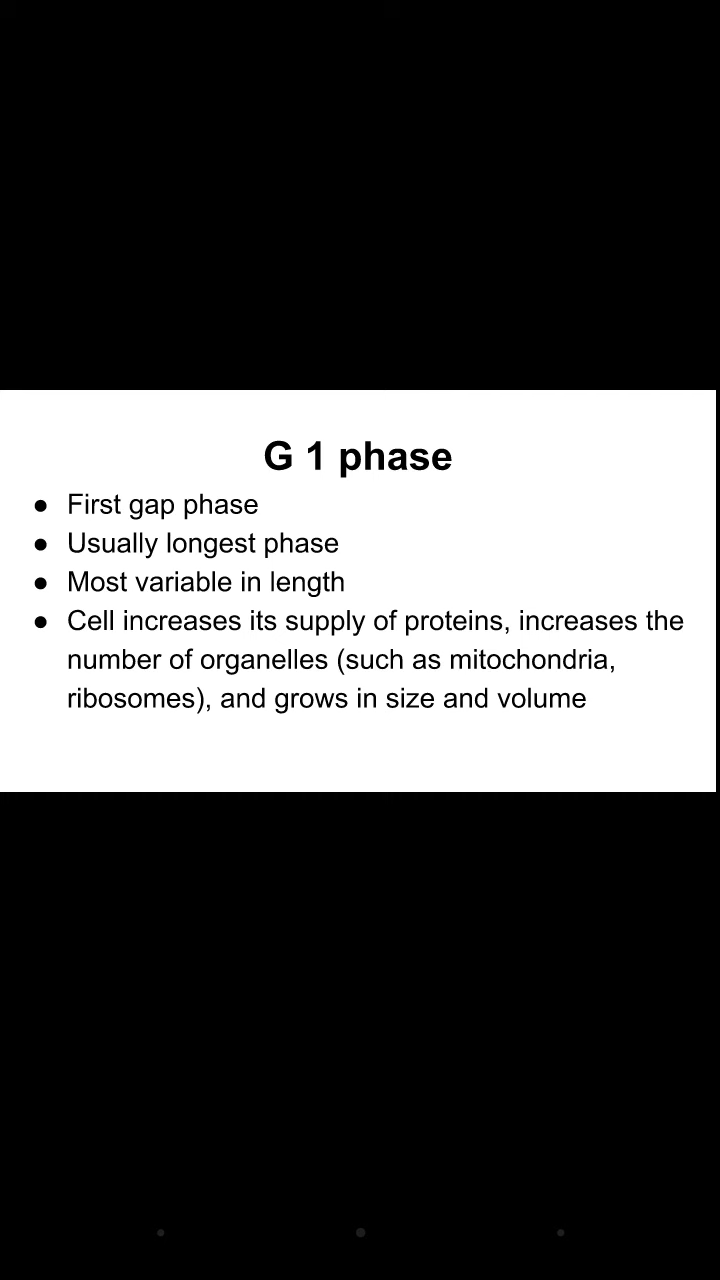 G 1 phase
● First gap phase
● Usually longest phase
● Most variable in length
● Cell increases its supply of proteins, increases the
number of organelles (such as mitochondria,
ribosomes), and grows in size and volume